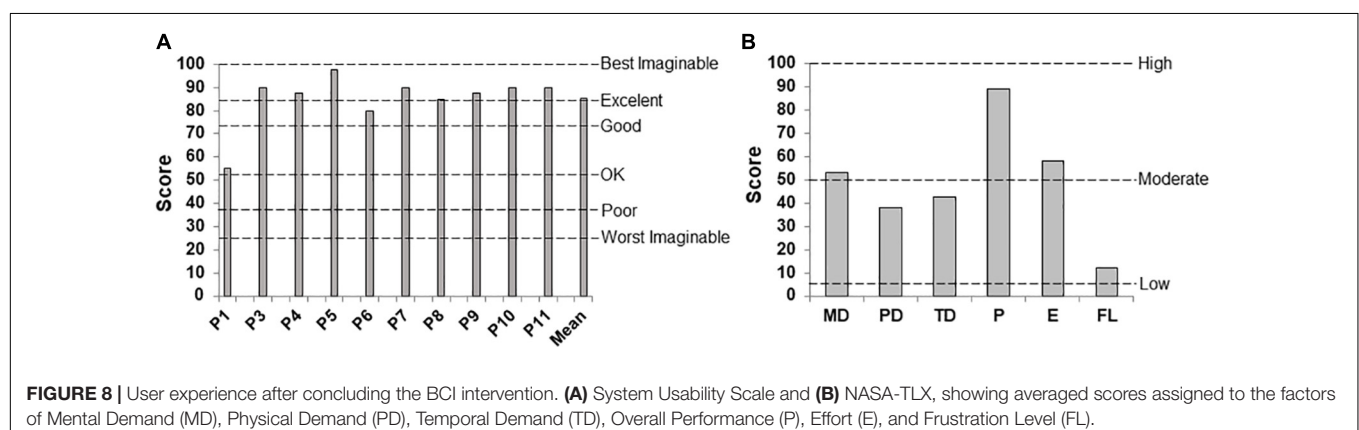 A
Score
100
90
80
70
60
50
40
30
20
10
0
Best Imaginable
Excelent
Good
OK
Poor
Worst Imaginable
P1 P3 P4 P5 P6 P7 P8 P9 P10 P11 Mean
B
Score
100
90
80
70
60
50
40
30
20
10
0
High
Moderate
Low
MD PD TD P E FL
FIGURE 8 | User experience after concluding the BCI intervention. (A) System Usability Scale and (B) NASA-TLX, showing averaged scores assigned to the factors
of Mental Demand (MD), Physical Demand (PD), Temporal Demand (TD), Overall Performance (P), Effort (E), and Frustration Level (FL).